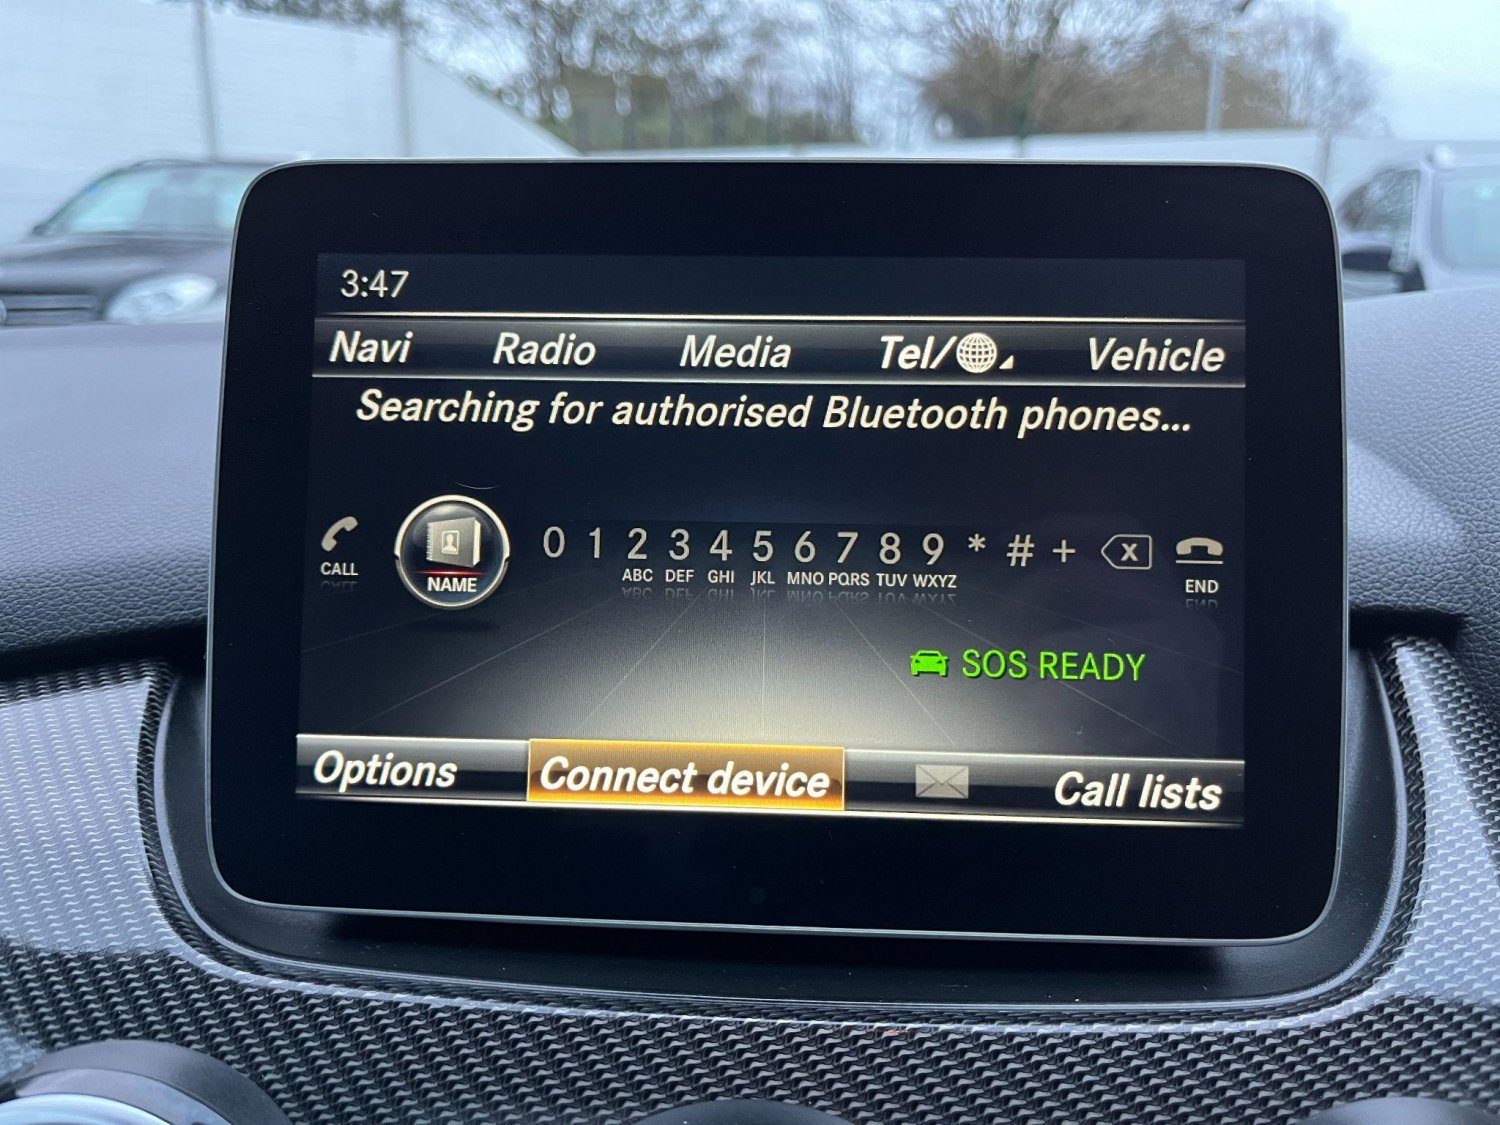 3:47
Navi Radio Media Tel/ Vehicle
Searching for authorised Bluetooth phones...
0 1 2 3 4 5 6 7 8 9 * # + x
CALL NAME ABC DEF GHI JKL MNO PQRS TUV WXYZ END
SOS READY
Options Connect device Call lists